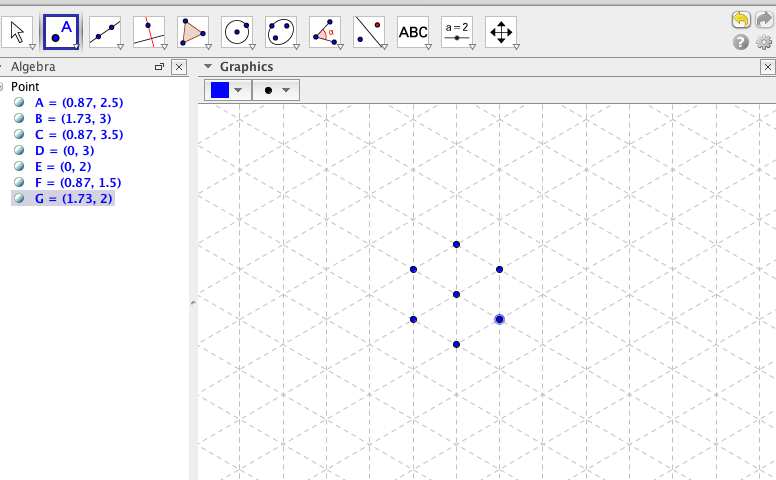 A
α
ABC
a = 2
?
Algebra
Graphics
Point
A = (0.87, 2.5)
B = (1.73, 3)
C = (0.87, 3.5)
D = (0, 3)
E = (0, 2)
F = (0.87, 1.5)
G = (1.73, 2)